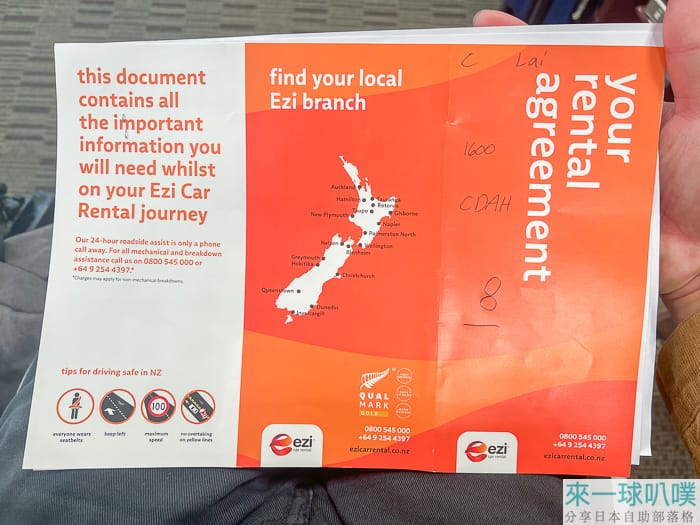 this document
contains all
the important
information you
will need whilst
on your Ezi Car
Rental journey
Our 24-hour roadside assist is only a phone
call away. For all mechanical and breakdown
assistance call us on 0800 545 000 or
+64 9 254 4397.*
*Charges may apply for non-mechanical breakdowns.
tips for driving safe in NZ
100
everyone wears
seatbelts
keep left
maximum
speed
no overtaking
on yellow lines
find your local
Ezi branch
Auckland
Hamilton
Tauranga
Rotorua
Taupo
Gisborne
New Plymouth
Napier
Palmerston North
Nelson
Wellington
Blenheim
Greymouth
Hokitika
Christchurch
Queenstown
Dunedin
Invercargill
QUAL
MARK
GOLD
0800 545 000
+64 9 254 4397
ezicarrental.co.nz
ezi
car rental
your
rental
agreement
C Lai
1600
CDAH
8
ezi
car rental
0800 545 000
+64 9 254 4397
ezicarrental.co.nz
來一球叭噗
分享日本自助部落格